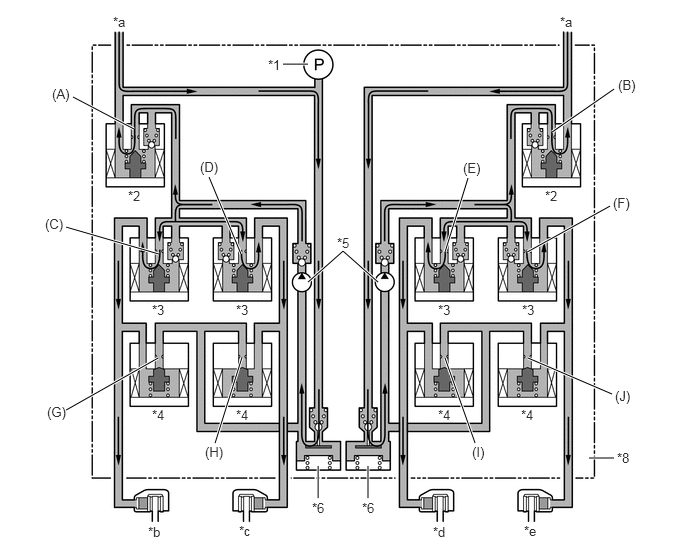 *a *a
*1 P
(A) (B)
*2 *2
(D) (E)
(C) (F)
*5
*3 *3 *3 *3
(G) (H) (I) (J)
*4 *4 *4 *4
*8
*6 *6
*b *c *d *e